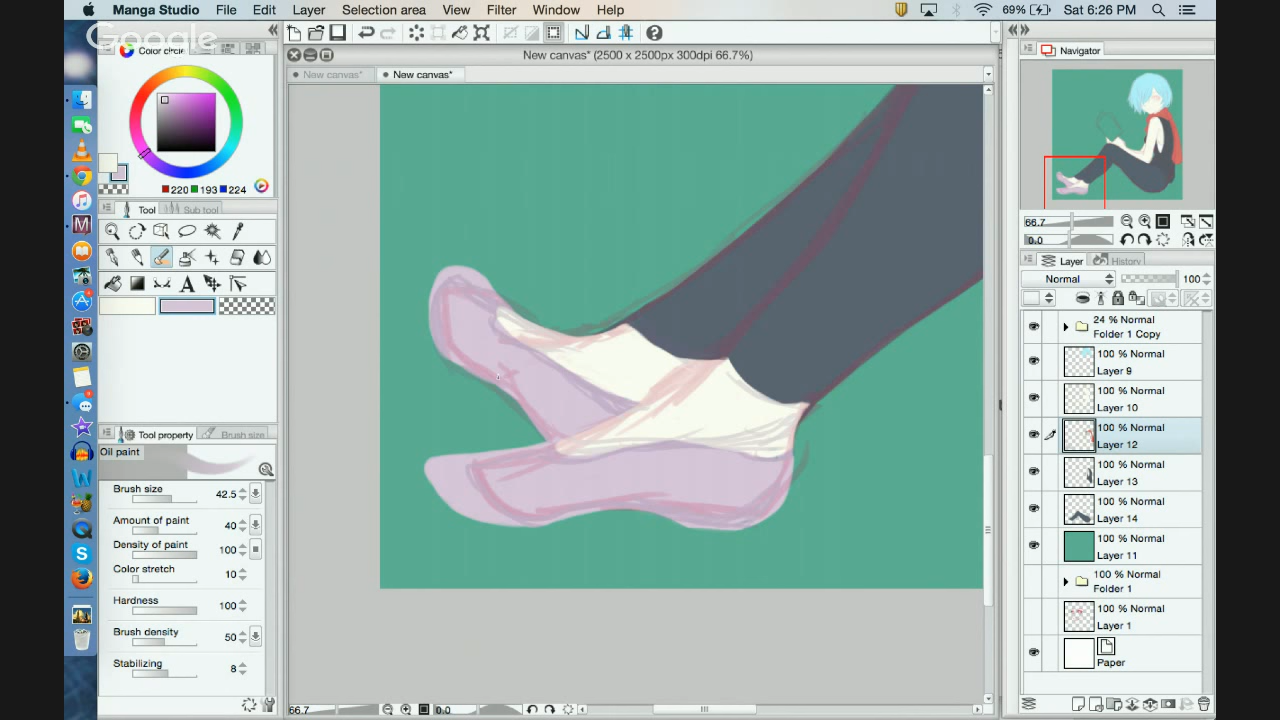 Manga Studio File Edit Layer Selection area View Filter Window Help
69% Sat 6:26 PM
Google
Color circle
New canvas* (2500 x 2500px 300dpi 66.7%)
New canvas* New canvas*
Navigator
220 193 224
Tool Sub tool
66.7
0.0
Layer History
Normal 100
24 % Normal
Folder 1 Copy
100 % Normal
Layer 9
100 % Normal
Layer 10
100 % Normal
Layer 12
100 % Normal
Layer 13
100 % Normal
Layer 14
100 % Normal
Layer 11
100 % Normal
Folder 1
100 % Normal
Layer 1
Paper
Tool property Brush size
Oil paint
Brush size 42.5
Amount of paint 40
Density of paint 100
Color stretch 10
Hardness 100
Brush density 50
Stabilizing 8
66.7 0.0